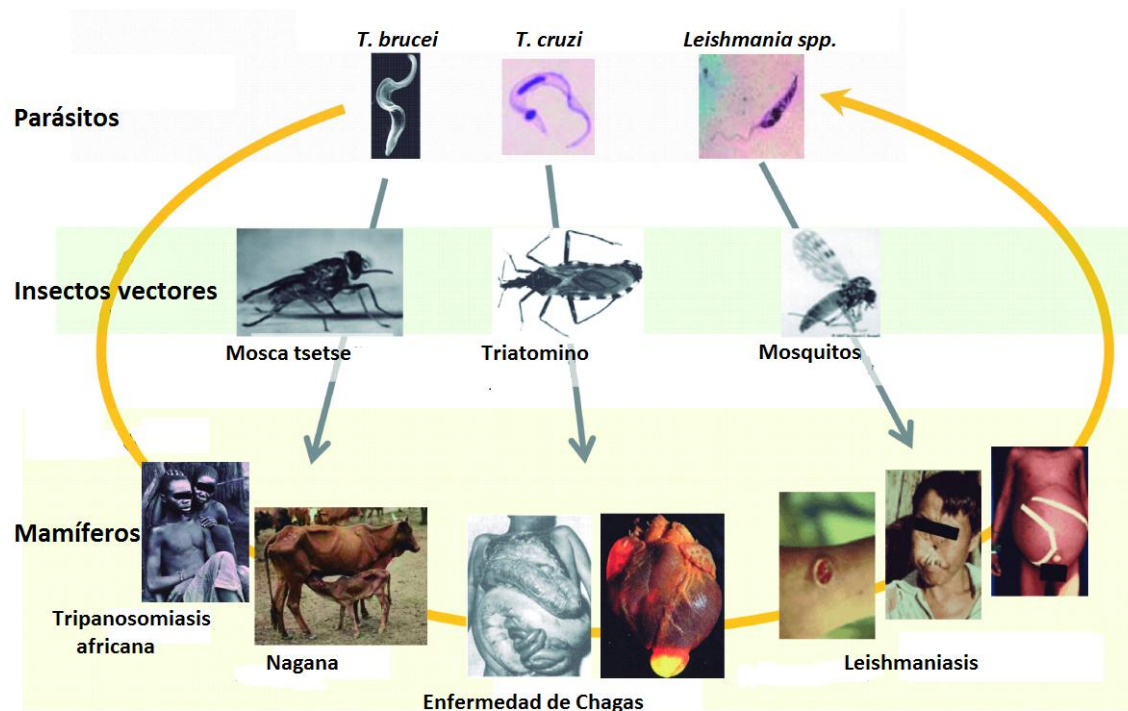 T. brucei
T. cruzi
Leishmania spp.
Parásitos
Insectos vectores
Mosca tsetse
Triatomino
Mosquitos
Mamíferos
Tripanosomiasis
africana
Nagana
Enfermedad de Chagas
Leishmaniasis